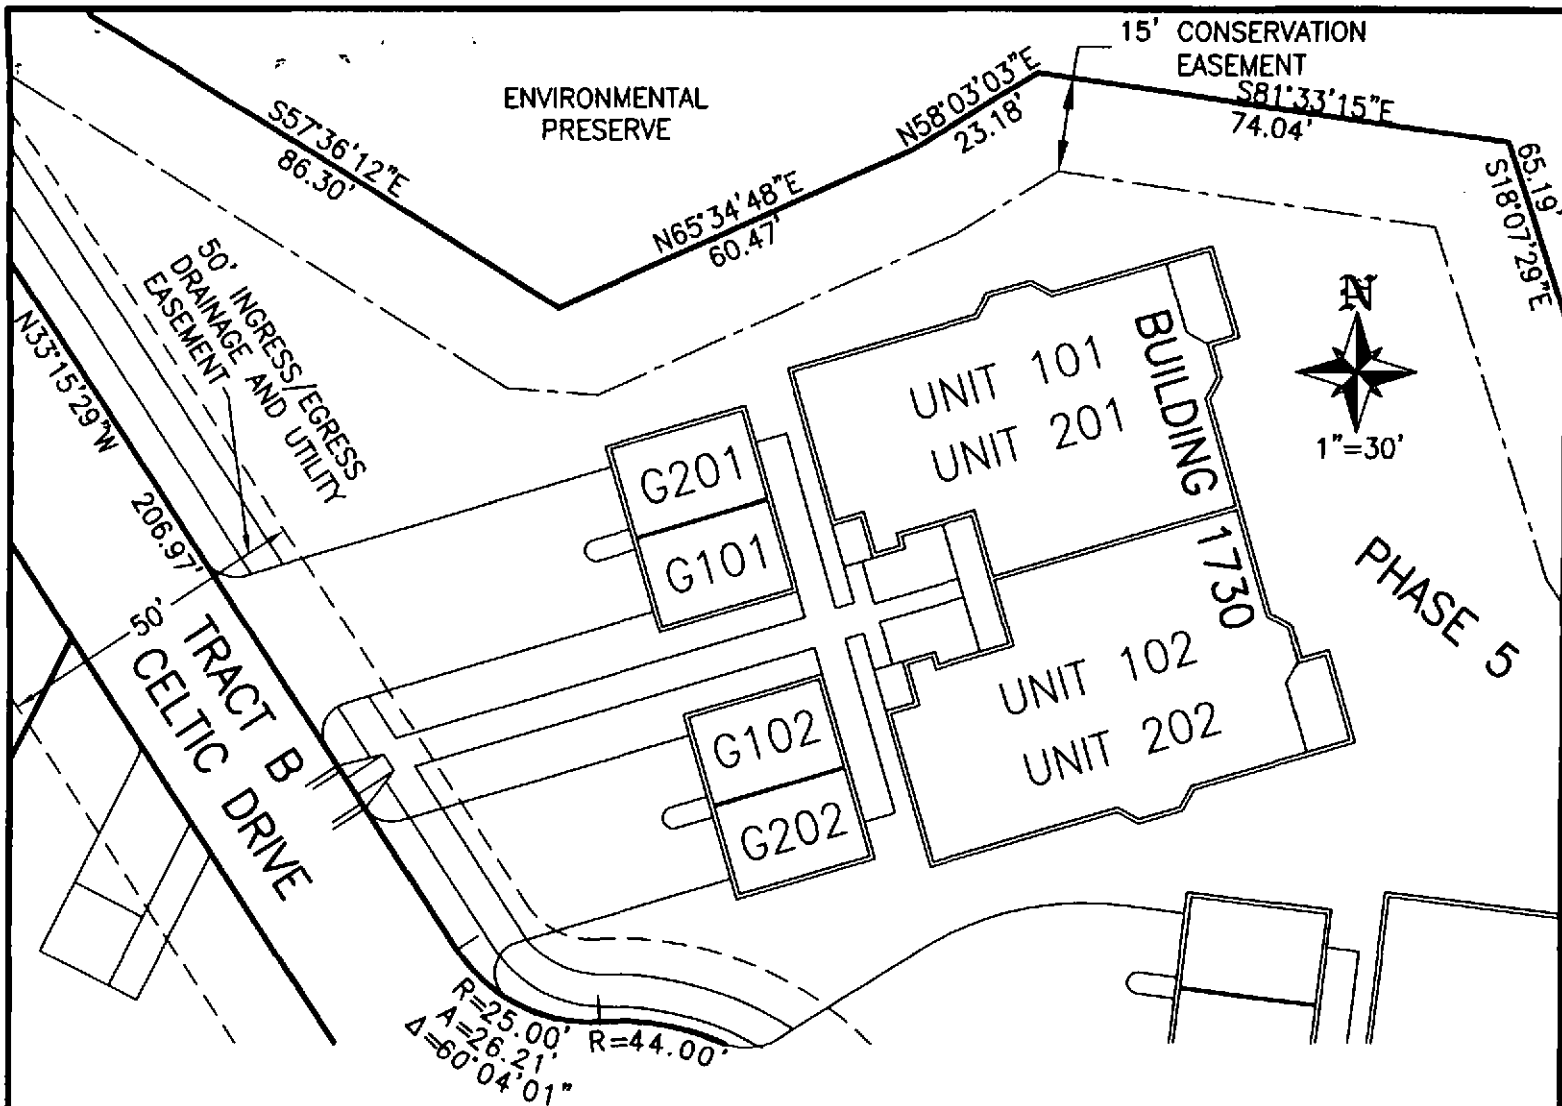 15' CONSERVATION
EASEMENT
ENVIRONMENTAL
PRESERVE
S57°36'12"E
86.30'
N65°34'48"E
60.47'
N58°03'03"E
23.18'
S81°33'15"E
74.04'
65.19'
S18°07'29"E
50' INGRESS/EGRESS
DRAINAGE AND UTILITY
EASEMENT
N33°15'29"W
206.97'
N
1"=30'
UNIT 101
UNIT 201
BUILDING
1730
G201
G101
PHASE 5
50'
TRACT B
CELTIC DRIVE
UNIT 102
UNIT 202
G102
G202
R=25.00'
A=26.21'
Δ=60°04'01"
R=44.00'